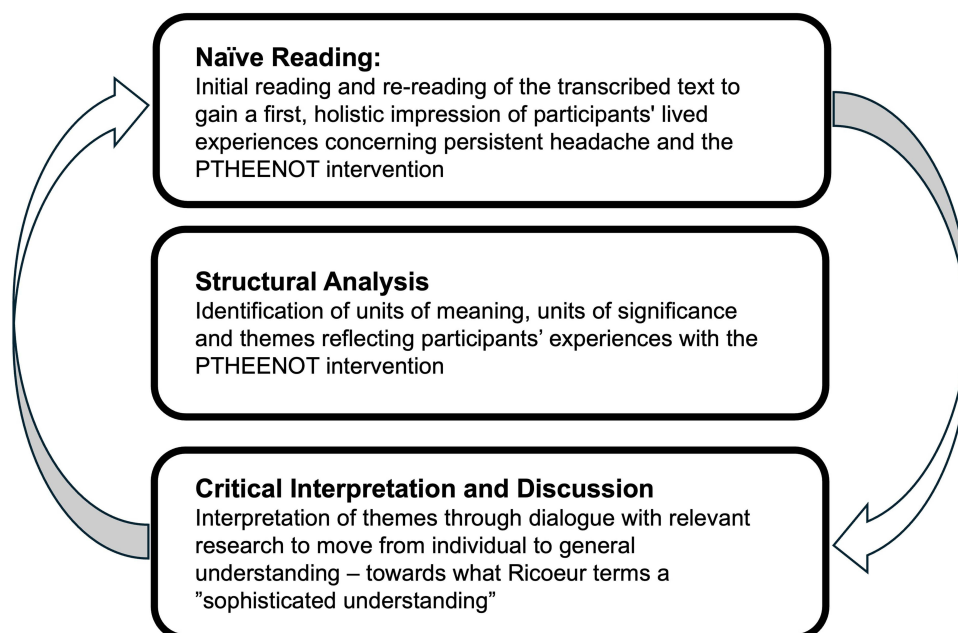 Naïve Reading:
Initial reading and re-reading of the transcribed text to
gain a first, holistic impression of participants' lived
experiences concerning persistent headache and the
PTHEENOT intervention
Structural Analysis
Identification of units of meaning, units of significance
and themes reflecting participants’ experiences with the
PTHEENOT intervention
Critical Interpretation and Discussion
Interpretation of themes through dialogue with relevant
research to move from individual to general
understanding – towards what Ricoeur terms a
”sophisticated understanding”